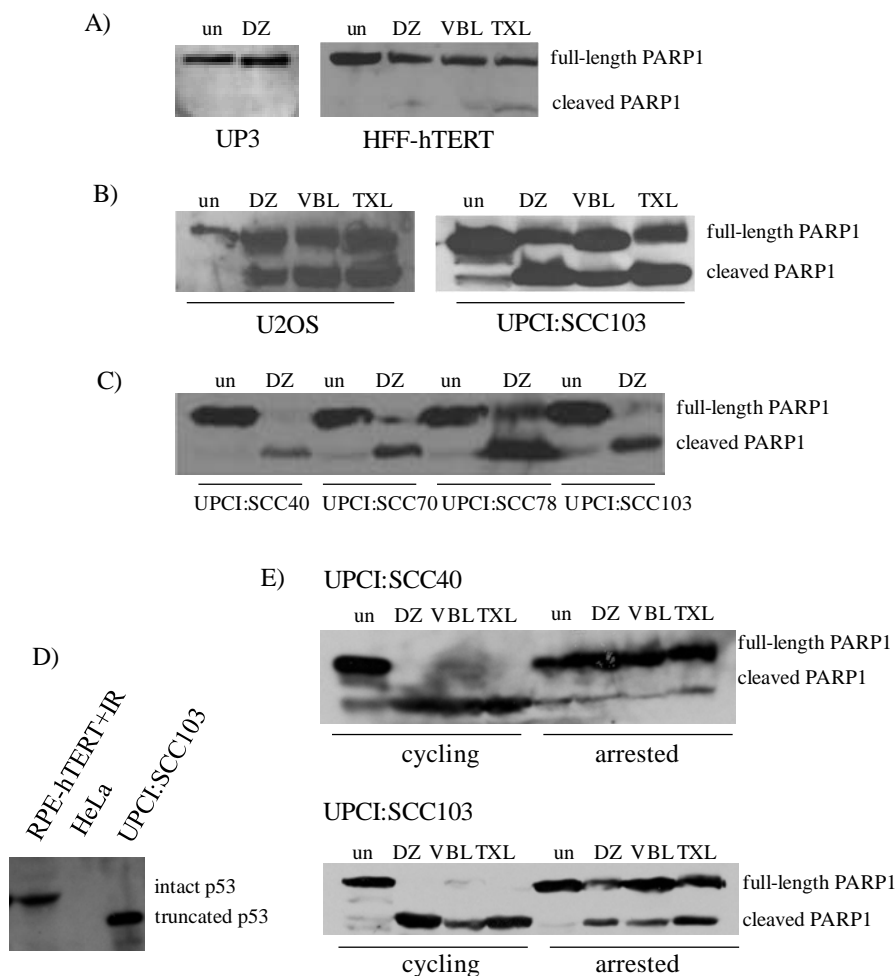 A)
un DZ un DZ VBL TXL
full-length PARP1
cleaved PARP1
UP3 HFF-hTERT
B)
un DZ VBL TXL un DZ VBL TXL
full-length PARP1
cleaved PARP1
U2OS UPCI:SCC103
C)
un DZ un DZ un DZ un DZ
full-length PARP1
cleaved PARP1
UPCI:SCC40 UPCI:SCC70 UPCI:SCC78 UPCI:SCC103
D)
RPE-hTERT+IR HeLa UPCI:SCC103
intact p53
truncated p53
E)
UPCI:SCC40
un DZ VBL TXL un DZ VBL TXL
full-length PARP1
cleaved PARP1
cycling arrested
UPCI:SCC103
un DZ VBL TXL un DZ VBL TXL
full-length PARP1
cleaved PARP1
cycling arrested